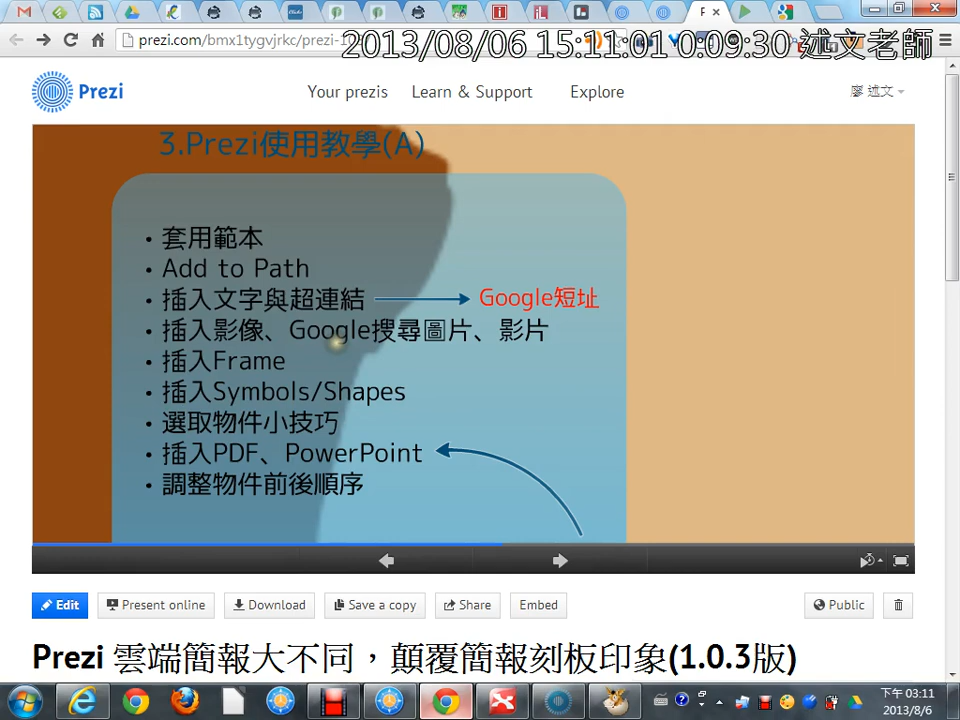 prezi.com/bmx1tygvjrkc/prezi-1
2013/08/06 15:11:01 0:09:30 述文老師
Prezi
Your prezis
Learn & Support
Explore
廖 述文
3.Prezi使用教學(A)
• 套用範本
• Add to Path
• 插入文字與超連結
Google短址
• 插入影像、Google搜尋圖片、影片
• 插入Frame
• 插入Symbols/Shapes
• 選取物件小技巧
• 插入PDF、PowerPoint
• 調整物件前後順序
Edit
Present online
Download
Save a copy
Share
Embed
Public
Prezi 雲端簡報大不同，顛覆簡報刻板印象(1.0.3版)
下午 03:11
2013/8/6